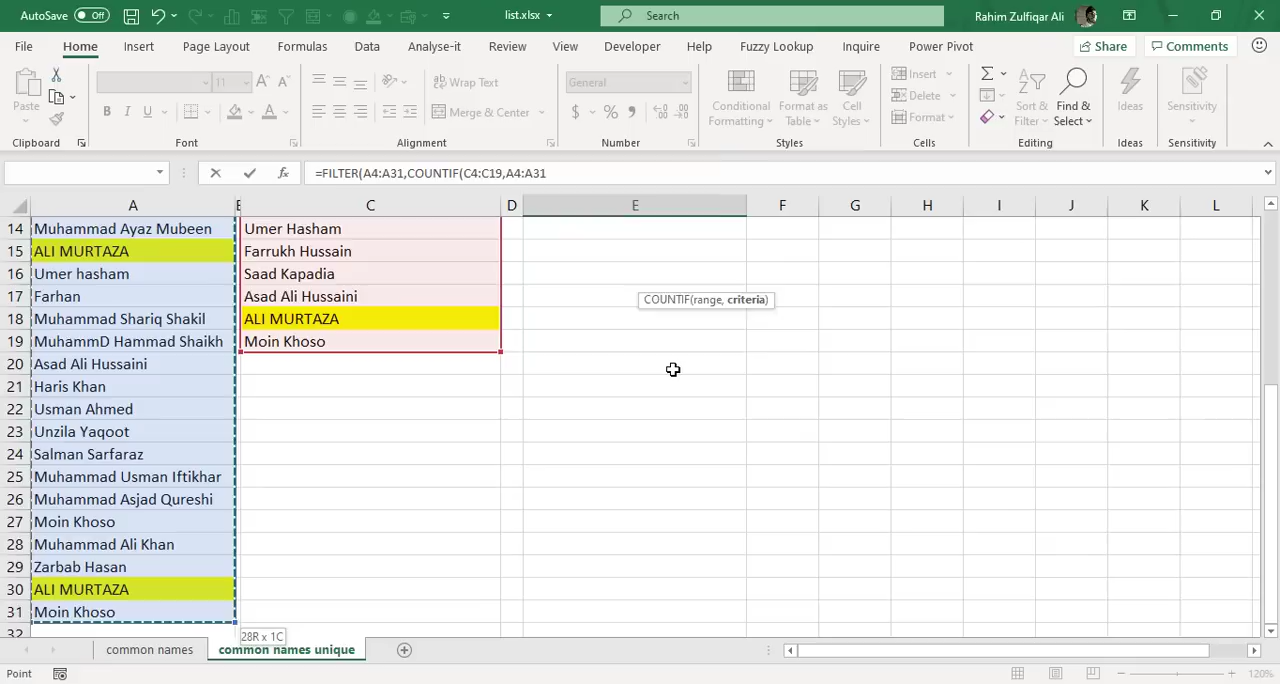 AutoSave Off list.xlsx Search Rahim Zulfiqar Ali
File Home Insert Page Layout Formulas Data Analyse-it Review View Developer Help Fuzzy Lookup Inquire Power Pivot Share Comments
Paste B I U 11 A A Wrap Text Merge & Center General $ % Conditional Formatting Format as Table Cell Styles Insert Delete Format Sort & Filter Find & Select Ideas Sensitivity
Clipboard Font Alignment Number Styles Cells Editing Ideas Sensitivity
fx =FILTER(A4:A31,COUNTIF(C4:C19,A4:A31
A C D E F G H I J K L
14 Muhammad Ayaz Mubeen Umer Hasham
15 ALI MURTAZA Farrukh Hussain
16 Umer hasham Saad Kapadia
17 Farhan Asad Ali Hussaini COUNTIF(range, criteria)
18 Muhammad Shariq Shakil ALI MURTAZA
19 MuhammD Hammad Shaikh Moin Khoso
20 Asad Ali Hussaini
21 Haris Khan
22 Usman Ahmed
23 Unzila Yaqoot
24 Salman Sarfaraz
25 Muhammad Usman Iftikhar
26 Muhammad Asjad Qureshi
27 Moin Khoso
28 Muhammad Ali Khan
29 Zarbab Hasan
30 ALI MURTAZA
31 Moin Khoso
32
28R x 1C
common names common names unique
Point 120%